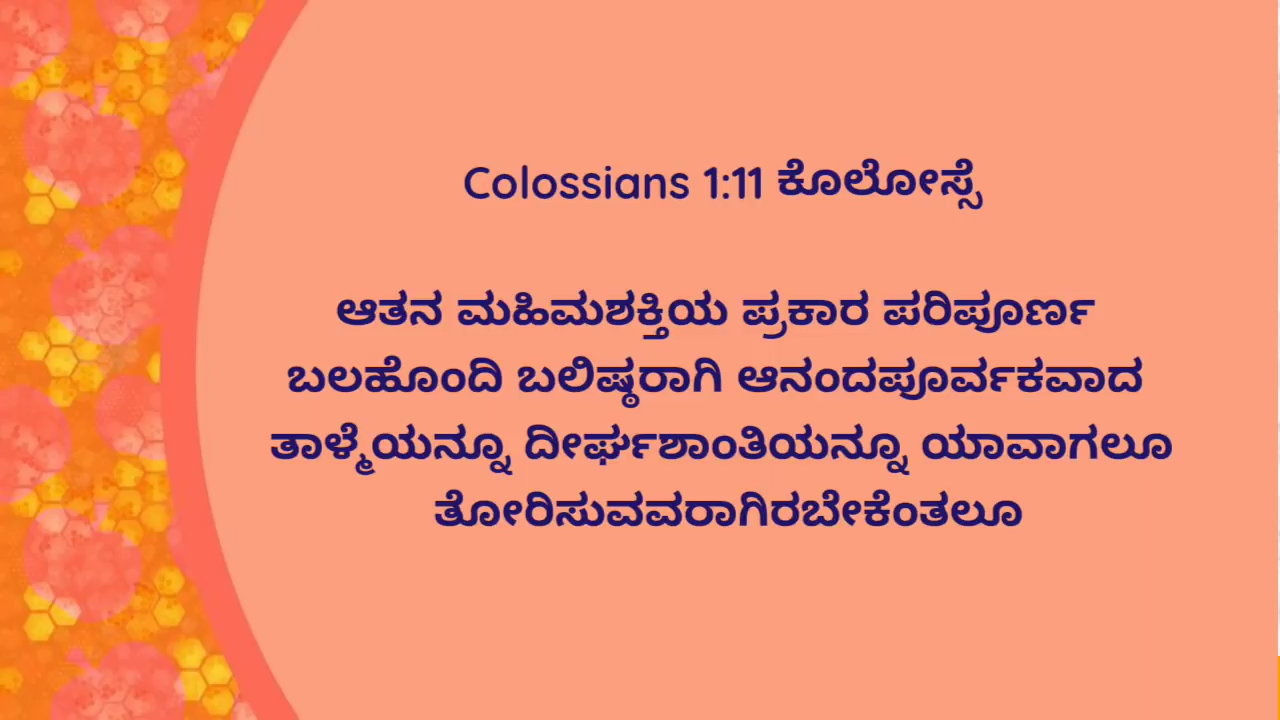 Colossians 1:11 ಕೊಲೋಸ್ಸೆ
ಆತನ ಮಹಿಮಶಕ್ತಿಯ ಪ್ರಕಾರ ಪರಿಪೂರ್ಣ
ಬಲಹೊಂದಿ ಬಲಿಷ್ಠರಾಗಿ ಆನಂದಪೂರ್ವಕವಾದ
ತಾಳ್ಮೆಯನ್ನೂ ದೀರ್ಘಶಾಂತಿಯನ್ನೂ ಯಾವಾಗಲೂ
ತೋರಿಸುವವರಾಗಿರಬೇಕೆಂತಲೂ